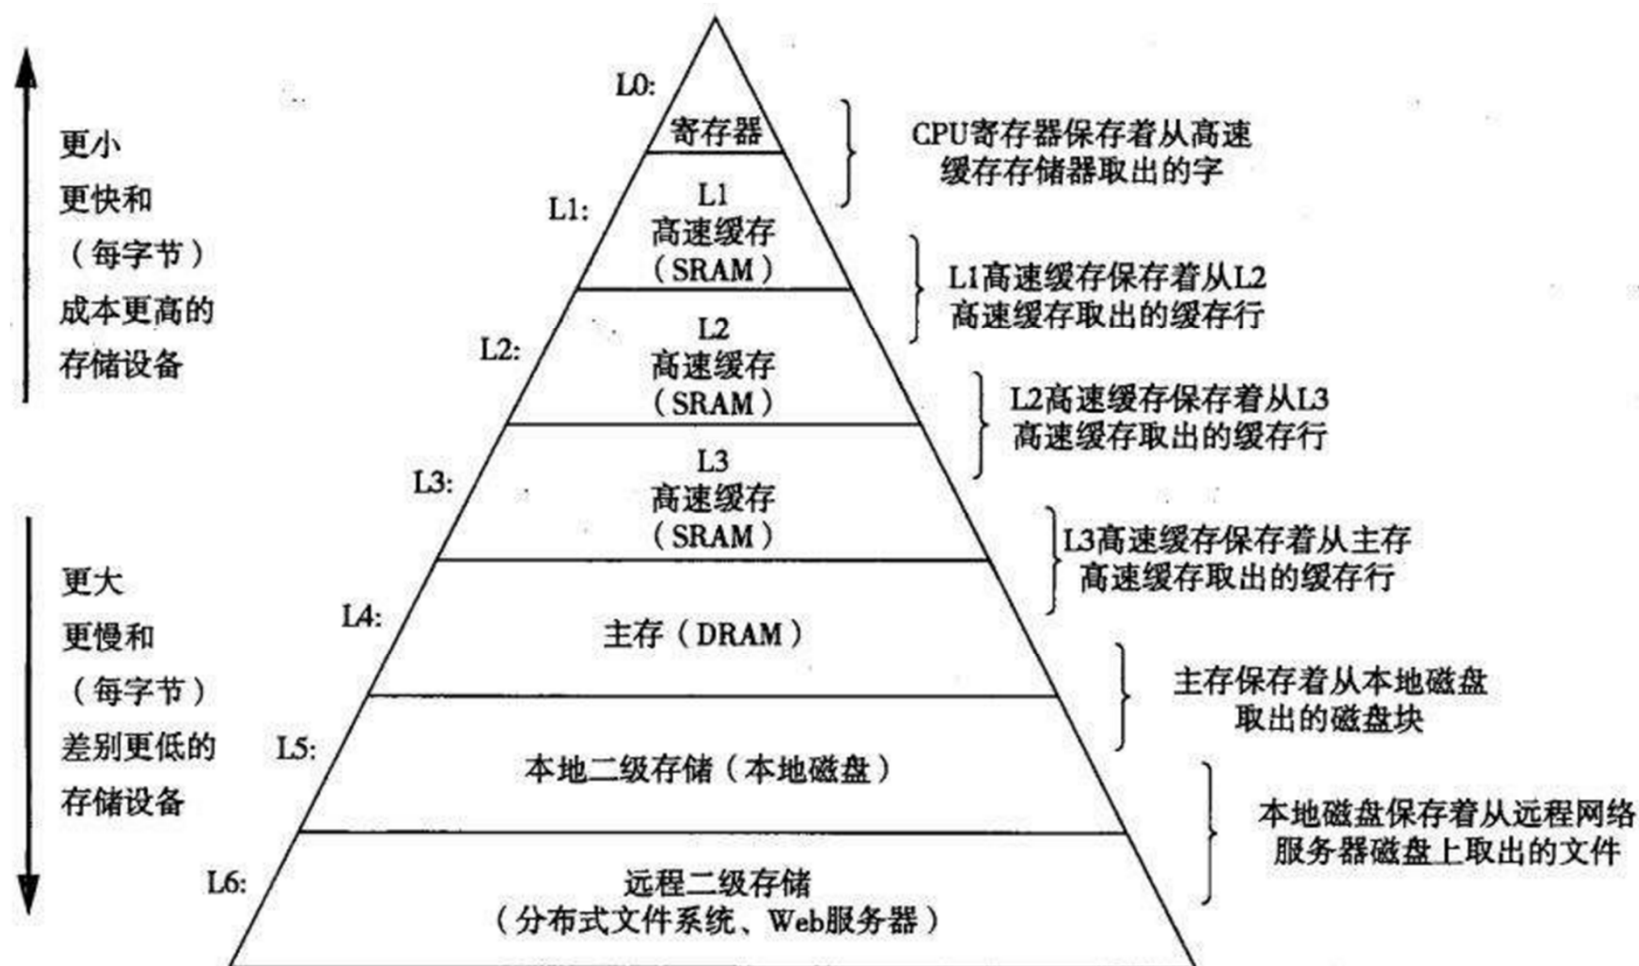 更小
更快和
（每字节）
成本更高的
存储设备
更大
更慢和
（每字节）
差别更低的
存储设备
L0:
寄存器
L1:
L1
高速缓存
（SRAM）
L2:
L2
高速缓存
（SRAM）
L3:
L3
高速缓存
（SRAM）
L4:
主存（DRAM）
L5:
本地二级存储（本地磁盘）
L6:
远程二级存储
（分布式文件系统、Web服务器）
CPU寄存器保存着从高速
缓存存储器取出的字
L1高速缓存保存着从L2
高速缓存取出的缓存行
L2高速缓存保存着从L3
高速缓存取出的缓存行
L3高速缓存保存着从主存
高速缓存取出的缓存行
主存保存着从本地磁盘
取出的磁盘块
本地磁盘保存着从远程网络
服务器磁盘上取出的文件